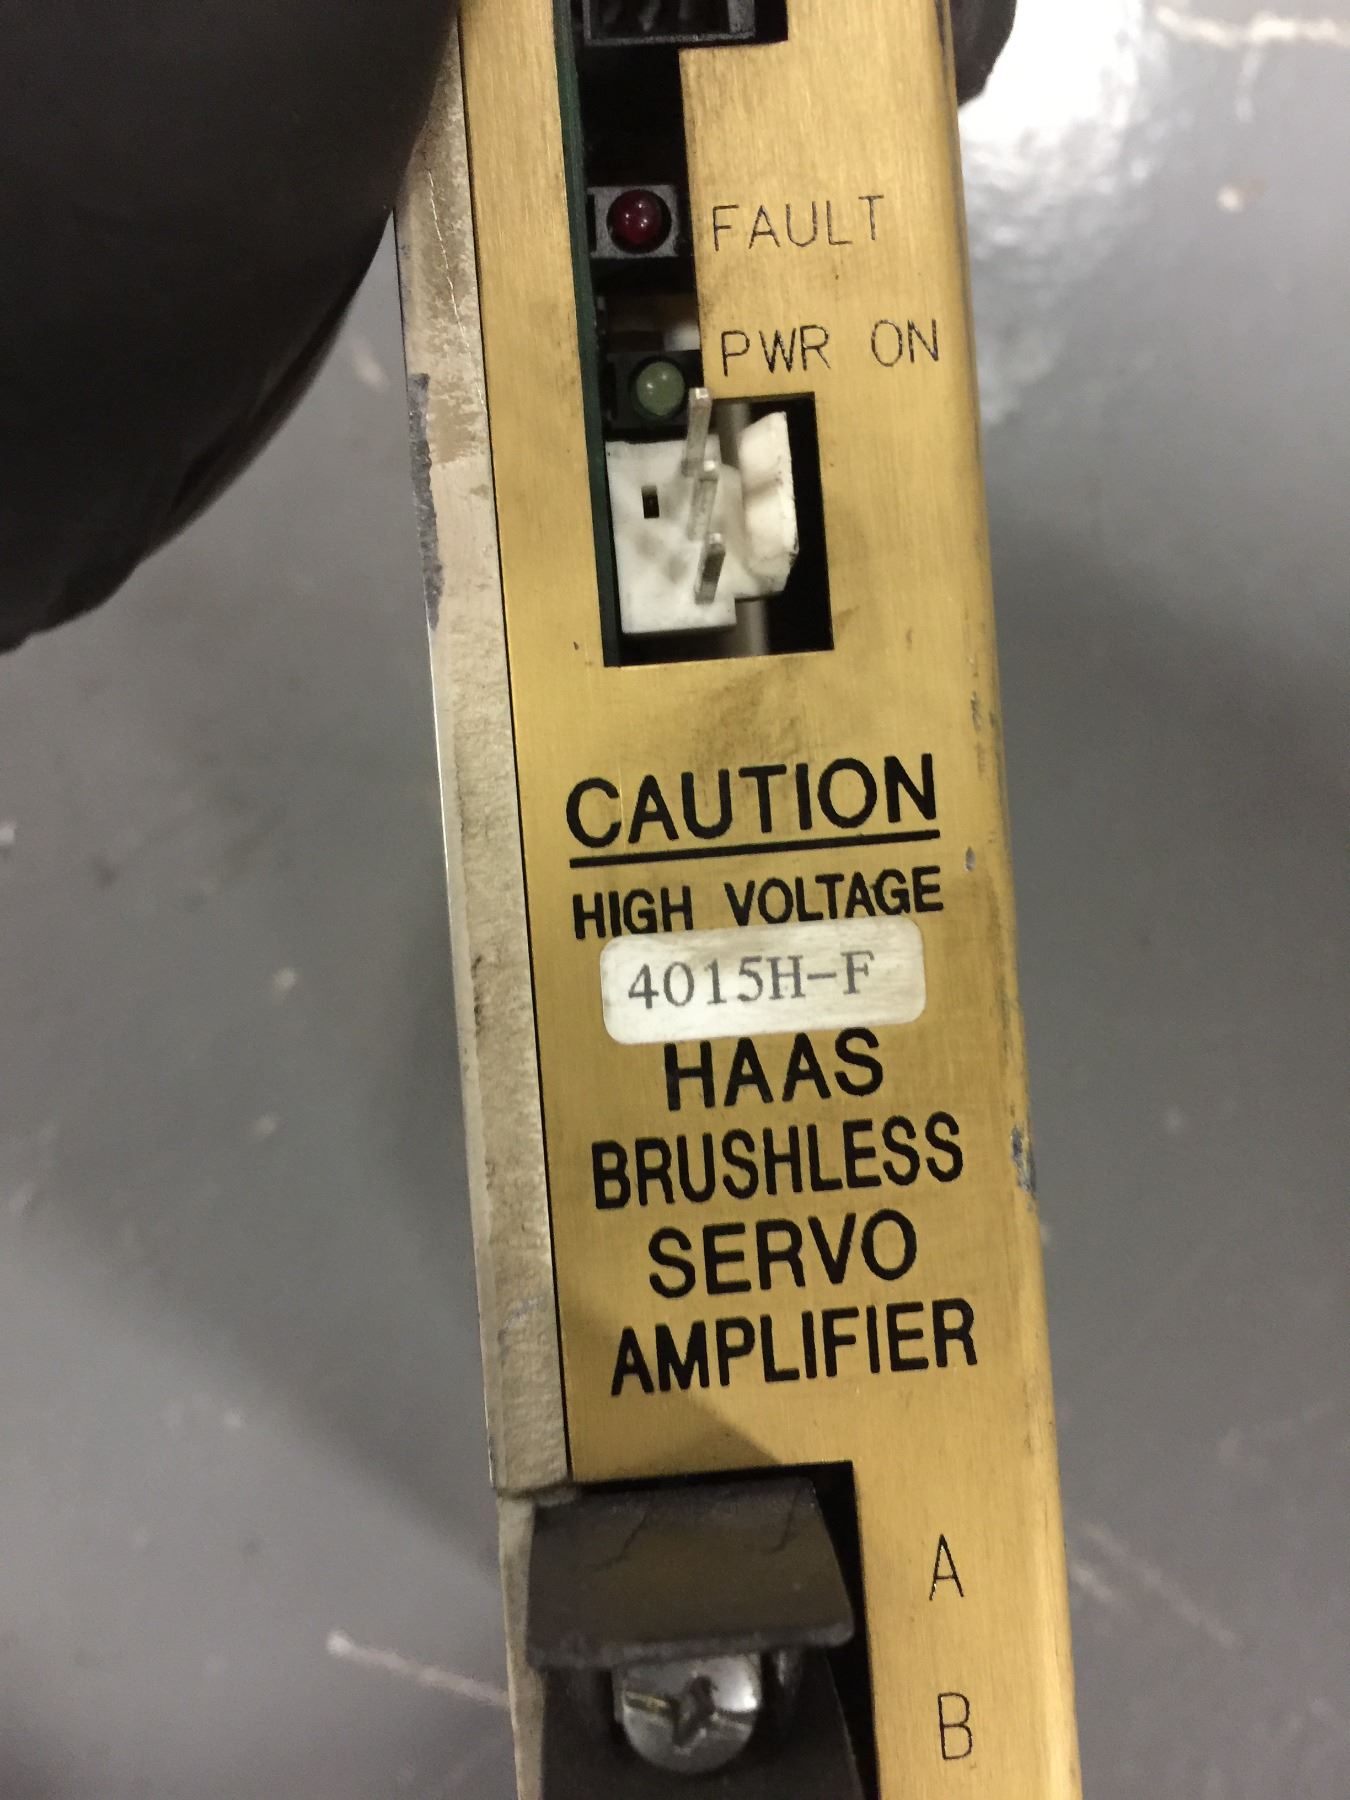 FAULT
PWR ON
CAUTION
HIGH VOLTAGE
4015H-F
HAAS
BRUSHLESS
SERVO
AMPLIFIER
A
B